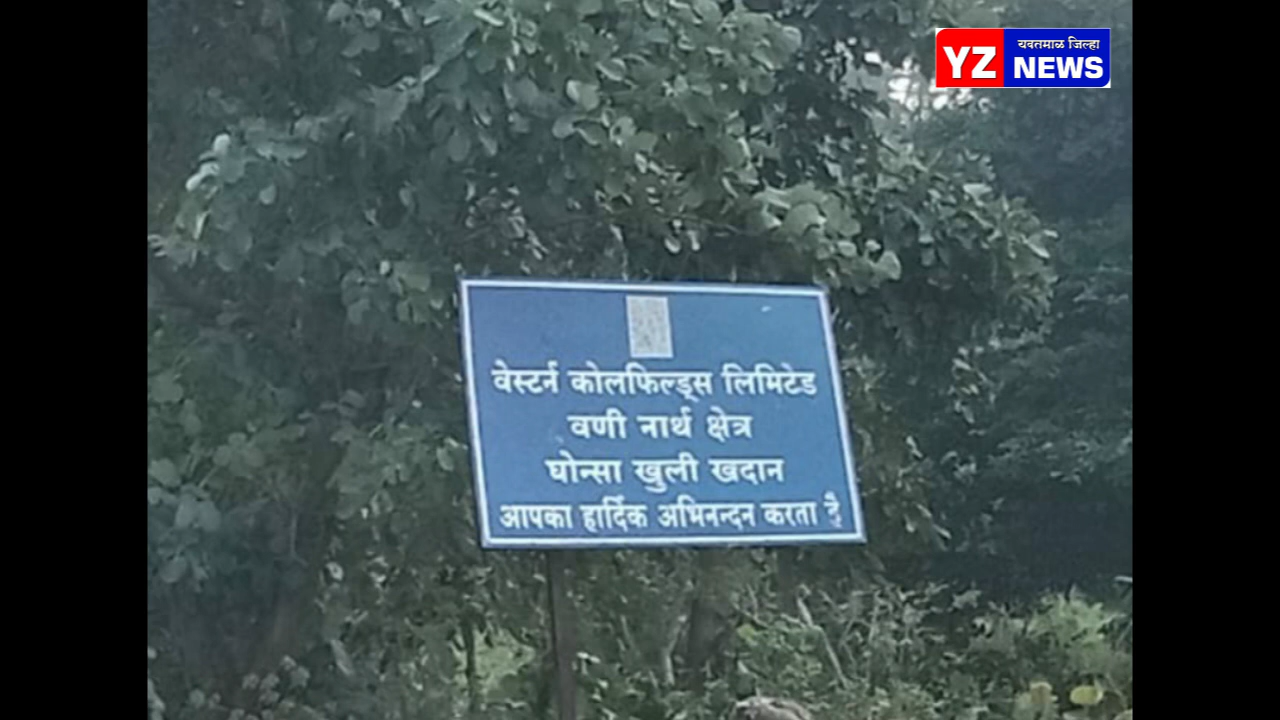 YZ
यवतमाळ जिल्हा
NEWS
वेस्टर्न कोलफिल्ड्स लिमिटेड
वणी नार्थ क्षेत्र
घोन्सा खुली खदान
आपका हार्दिक अभिनन्दन करता है